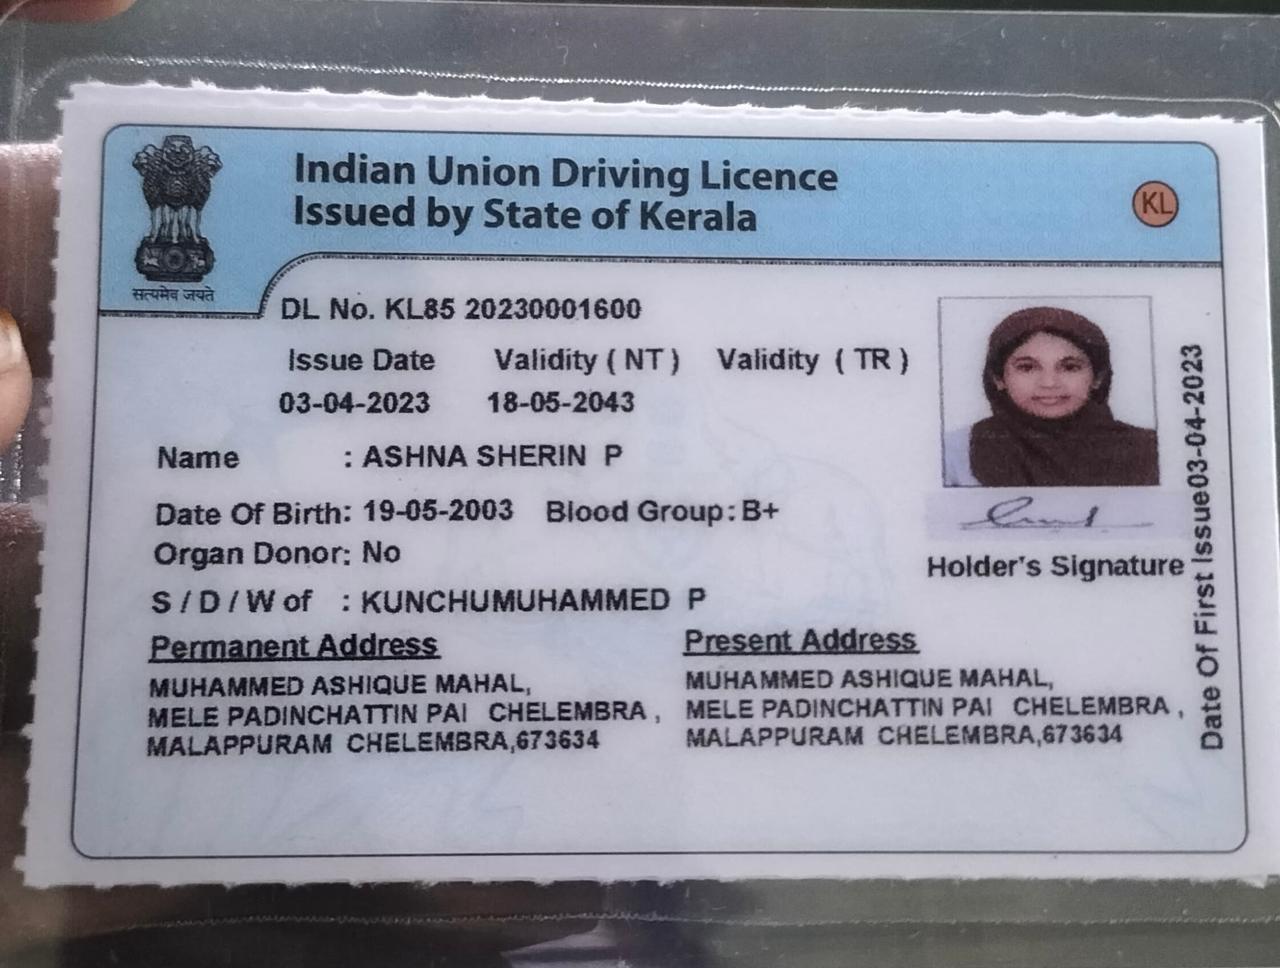 Indian Union Driving Licence
Issued by State of Kerala
KL
सत्यमेव जयते
DL No. KL85 20230001600
Issue Date Validity ( NT ) Validity ( TR )
03-04-2023 18-05-2043
Name : ASHNA SHERIN P
Date Of Birth: 19-05-2003 Blood Group: B+
Organ Donor: No
Holder's Signature
S / D / W of : KUNCHUMUHAMMED P
Permanent Address
MUHAMMED ASHIQUE MAHAL,
MELE PADINCHATTIN PAI CHELEMBRA ,
MALAPPURAM CHELEMBRA,673634
Present Address
MUHAMMED ASHIQUE MAHAL,
MELE PADINCHATTIN PAI CHELEMBRA ,
MALAPPURAM CHELEMBRA,673634
Date Of First Issue03-04-2023